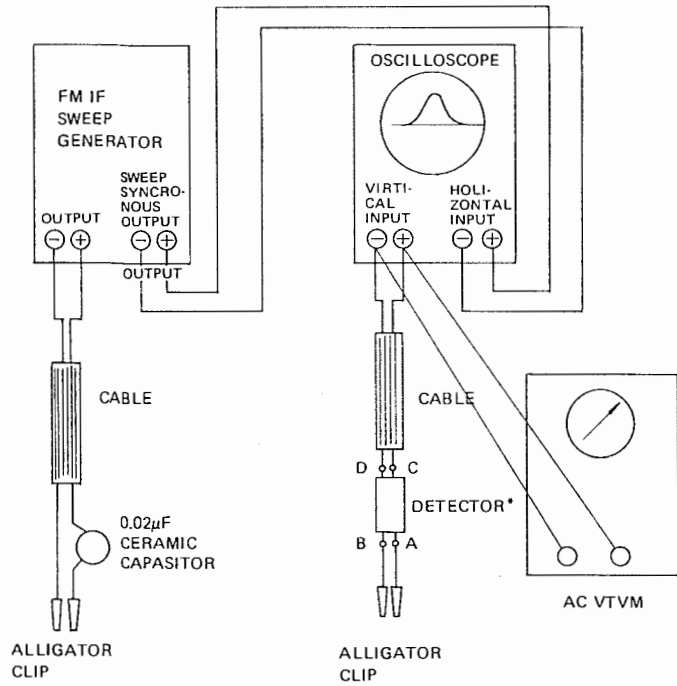 FM IF
SWEEP
GENERATOR
OUTPUT
SWEEP
SYNCRO-
NOUS
OUTPUT
− +
− +
OUTPUT
OSCILLOSCOPE
VIRTI-
CAL
INPUT
HOLI-
ZONTAL
INPUT
− +
− +
CABLE
0.02μF
CERAMIC
CAPASITOR
ALLIGATOR
CLIP
CABLE
D C
DETECTOR*
B A
ALLIGATOR
CLIP
AC VTVM